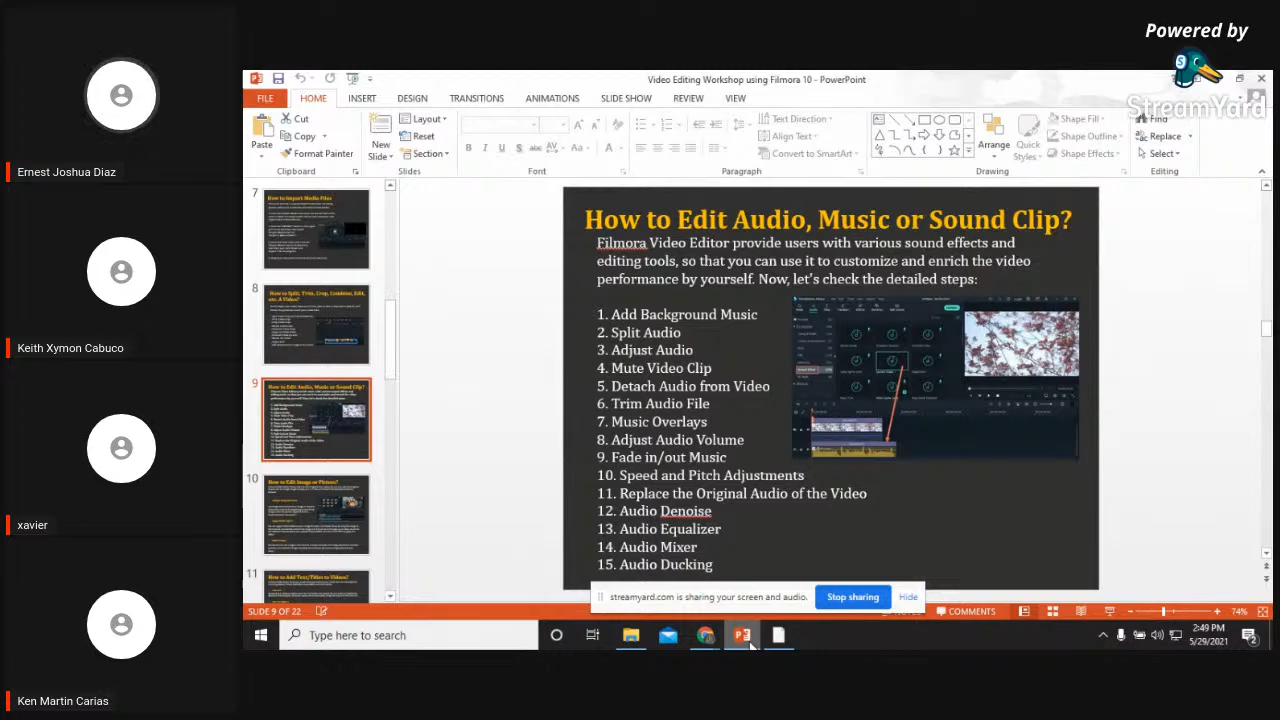 Powered by
StreamYard
Ernest Joshua Diaz
Keith Xymon Cabuco
xavier
Ken Martin Carias
Video Editing Workshop using Filmora 10 - PowerPoint
FILE HOME INSERT DESIGN TRANSITIONS ANIMATIONS SLIDE SHOW REVIEW VIEW
Paste
Cut
Copy
Format Painter
Clipboard
New Slide
Layout
Reset
Section
Slides
Font
Text Direction
Align Text
Convert to SmartArt
Paragraph
Arrange
Quick Styles
Shape Fill
Shape Outline
Shape Effects
Drawing
Find
Replace
Select
Editing
7
How to Import Media Files
8
How to Split, Trim, Crop, Combine, Edit, etc. A Video?
9
How to Edit Audio, Music or Sound Clip?
10
How to Edit Image or Picture?
11
How to Add Text/Titles to Videos?
How to Edit Audio, Music or Sound Clip?
Filmora Video Editor provide users with various sound effects and
editing tools, so that you can use it to customize and enrich the video
performance by yourself. Now let's check the detailed steps:
1. Add Background Music
2. Split Audio
3. Adjust Audio
4. Mute Video Clip
5. Detach Audio from Video
6. Trim Audio File
7. Music Overlays
8. Adjust Audio Volume
9. Fade in/out Music
10. Speed and Pitch Adjustments
11. Replace the Original Audio of the Video
12. Audio Denoise
13. Audio Equalizer
14. Audio Mixer
15. Audio Ducking
streamyard.com is sharing your screen and audio. Stop sharing Hide
SLIDE 9 OF 22
COMMENTS
74%
Type here to search
2:49 PM
5/29/2021
2